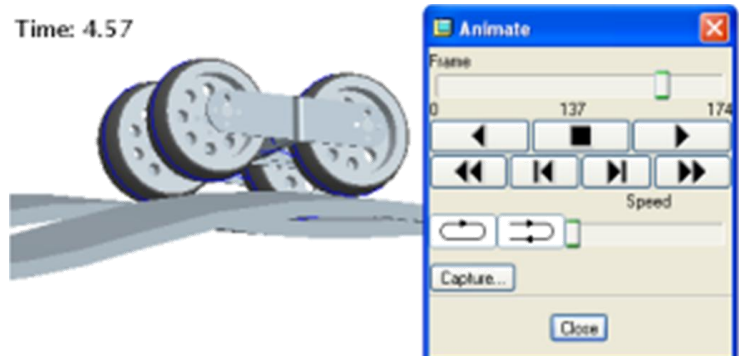 Time: 4.57
Animate
Frame
0 137 174
Speed
Capture...
Close